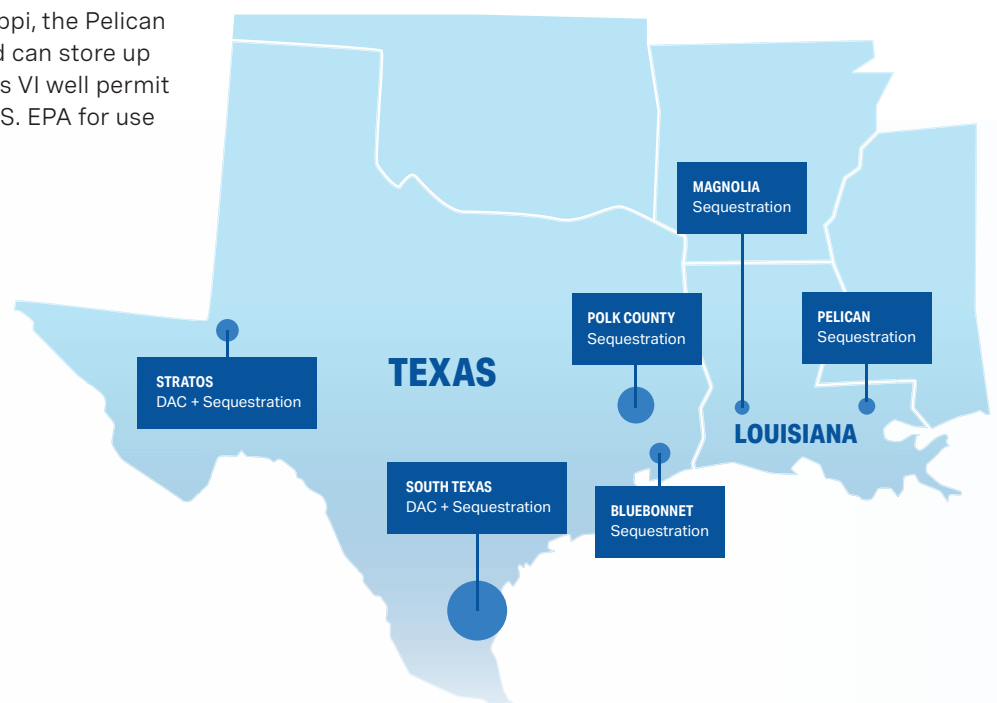 the Pelican
can store up
VI well permit
EPA for use
MAGNOLIA
Sequestration
POLK COUNTY
Sequestration
PELICAN
Sequestration
STRATOS
DAC + Sequestration
TEXAS
LOUISIANA
SOUTH TEXAS
DAC + Sequestration
BLUEBONNET
Sequestration